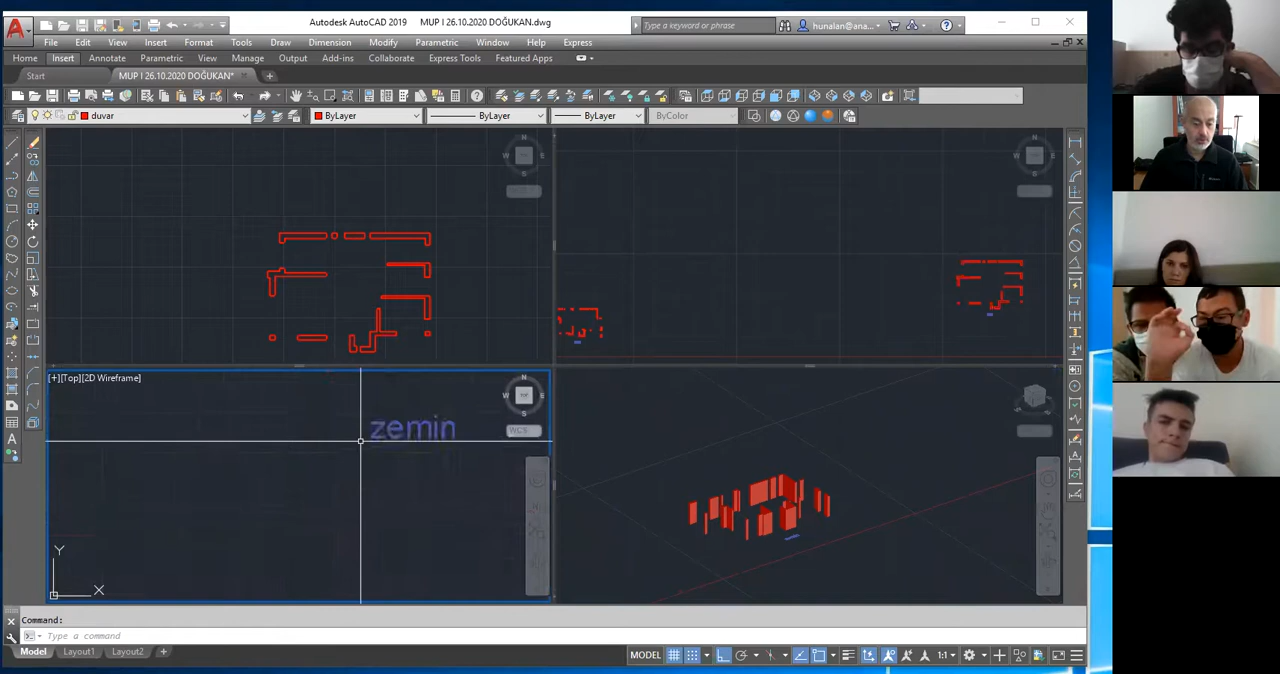 Autodesk AutoCAD 2019 MUP I 26.10.2020 DOĞUKAN.dwg
Type a keyword or phrase
hunalan@ana...
File Edit View Insert Format Tools Draw Dimension Modify Parametric Window Help Express
Home Insert Annotate Parametric View Manage Output Add-ins Collaborate Express Tools Featured Apps
Start MUP I 26.10.2020 DOĞUKAN*
duvar ByLayer ByLayer ByLayer ByColor
N
W E
S
N
W E
S
[+][Top][2D Wireframe]
N
W TOP E
S
WCS
zemin
Y
X
Command:
Type a command
Model Layout1 Layout2
MODEL 1:1